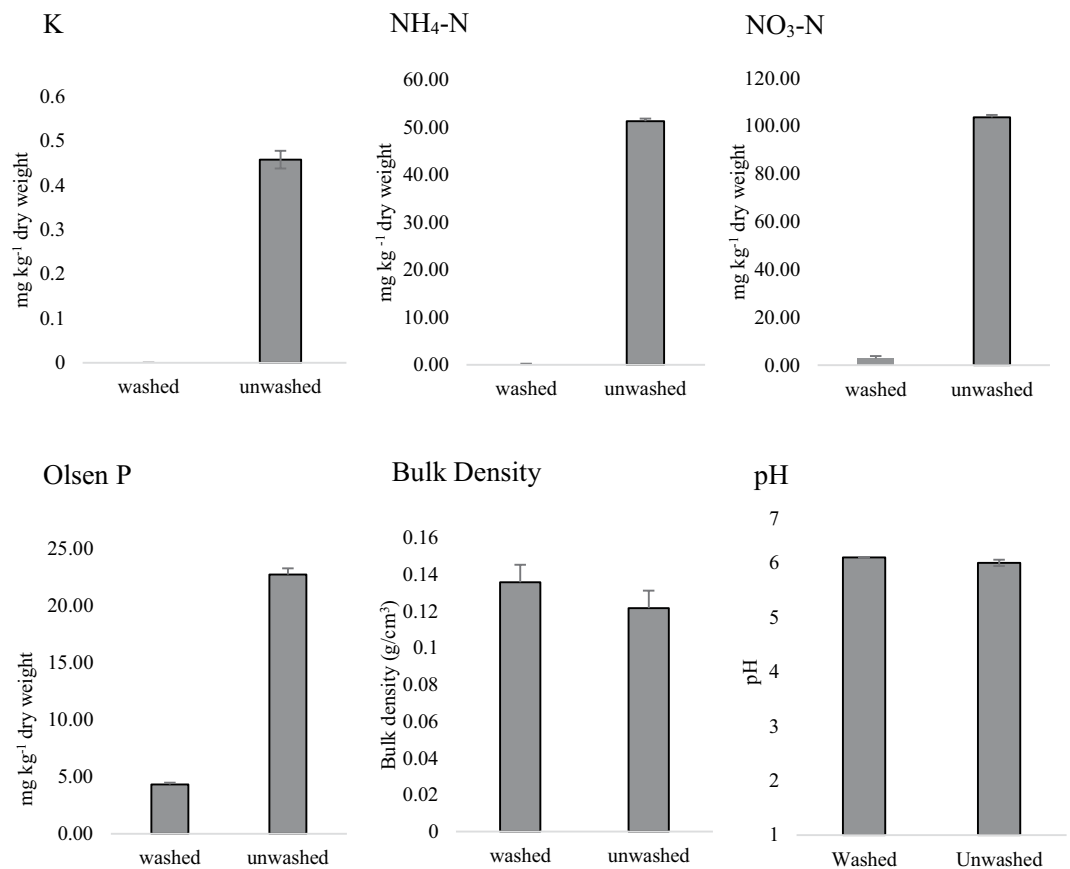 K
NH₄-N
NO₃-N
0.6
0.5
0.4
0.3
0.2
0.1
0
mg kg⁻¹ dry weight
washed
unwashed
60.00
50.00
40.00
30.00
20.00
10.00
0.00
mg kg⁻¹ dry weight
washed
unwashed
120.00
100.00
80.00
60.00
40.00
20.00
0.00
mg kg⁻¹ dry weight
washed
unwashed
Olsen P
Bulk Density
pH
25.00
20.00
15.00
10.00
5.00
0.00
mg kg⁻¹ dry weight
washed
unwashed
0.16
0.14
0.12
0.1
0.08
0.06
0.04
0.02
0
Bulk density (g/cm³)
washed
unwashed
7
6
5
4
3
2
1
pH
Washed
Unwashed